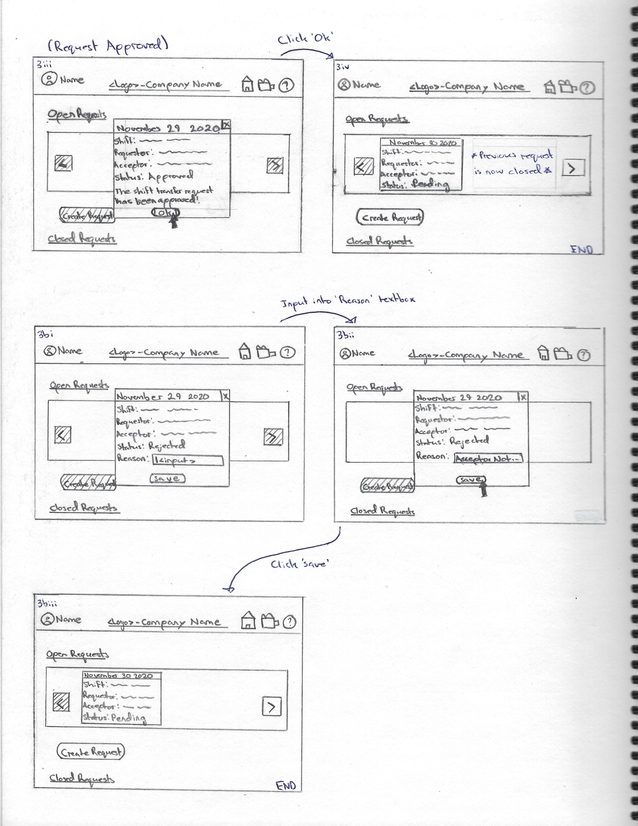 (Request Approved)
Click 'Ok'
3iii
Name
<Logo>-Company Name
?
Open Requests
November 29 2020 X
Shift:
Requestor:
Acceptor:
Status: Approved
The shift transfer request
has been approved!
Ok
Create Request
Closed Requests
3iv
Name
<Logo>-Company Name
?
Open Requests
<
November 30 2020
Shift:
Requestor:
Acceptor:
Status: Pending
* Previous request
is now closed *
>
Create Request
Closed Requests
END
Input into 'Reason' textbox
3bi
Name
<Logo>-Company Name
?
Open Requests
<
November 29 2020 X
Shift:
Requestor:
Acceptor:
Status: Rejected
Reason: <input>
Save
>
Create Request
Closed Requests
3bii
Name
<Logo>-Company Name
?
Open Requests
November 29 2020 X
Shift:
Requestor:
Acceptor:
Status: Rejected
Reason: Acceptor Not...
Save
Create Request
Closed Requests
Click 'save'
3biii
Name
<Logo>-Company Name
?
Open Requests
<
November 30 2020
Shift:
Requestor:
Acceptor:
Status: Pending
>
Create Request
Closed Requests
END